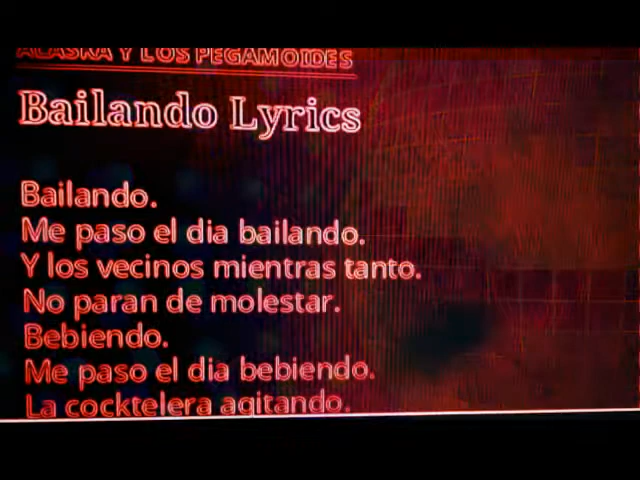 ALASKA Y LOS PEGAMOIDES
Bailando Lyrics
Bailando.
Me paso el dia bailando.
Y los vecinos mientras tanto.
No paran de molestar.
Bebiendo.
Me paso el dia bebiendo.
La cocktelera agitando.